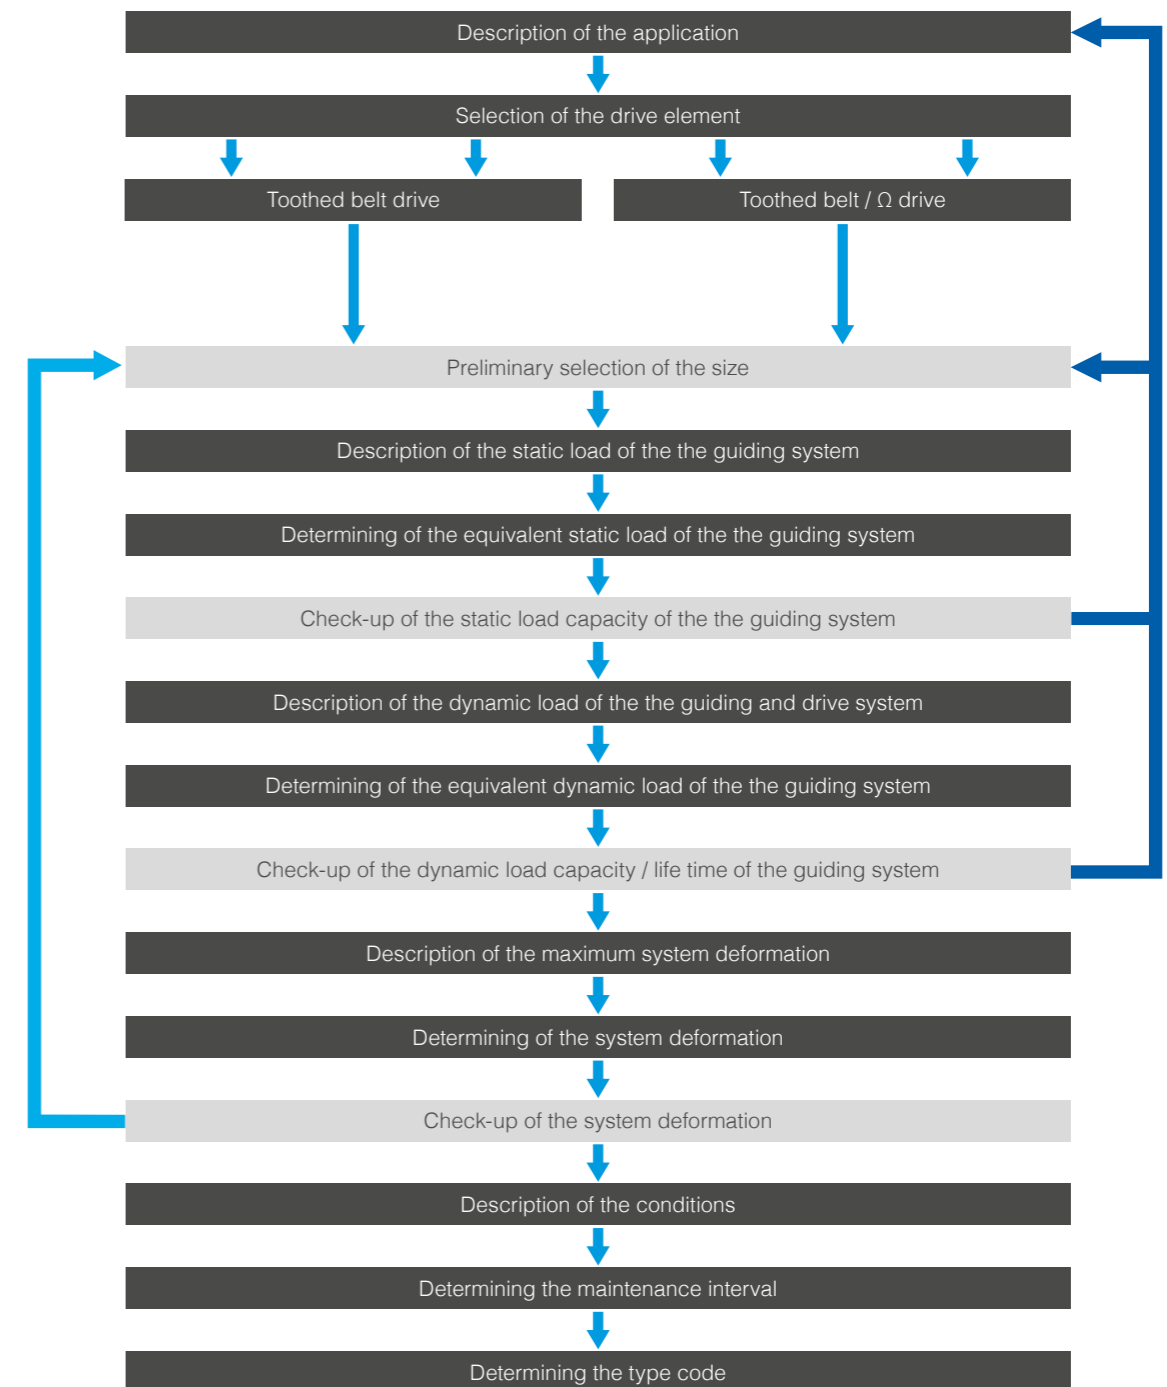 Description of the application
Selection of the drive element
Toothed belt drive
Toothed belt / Ω drive
Preliminary selection of the size
Description of the static load of the the guiding system
Determining of the equivalent static load of the the guiding system
Check-up of the static load capacity of the the guiding system
Description of the dynamic load of the the guiding and drive system
Determining of the equivalent dynamic load of the the guiding system
Check-up of the dynamic load capacity / life time of the guiding system
Description of the maximum system deformation
Determining of the system deformation
Check-up of the system deformation
Description of the conditions
Determining the maintenance interval
Determining the type code